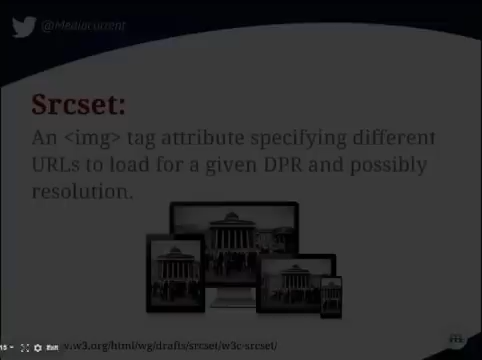 @Mediacurrent
Srcset:
An <img> tag attribute specifying different
URLs to load for a given DPR and possibly
resolution.
w.w3.org/html/wg/drafts/srcset/w3c-srcset/